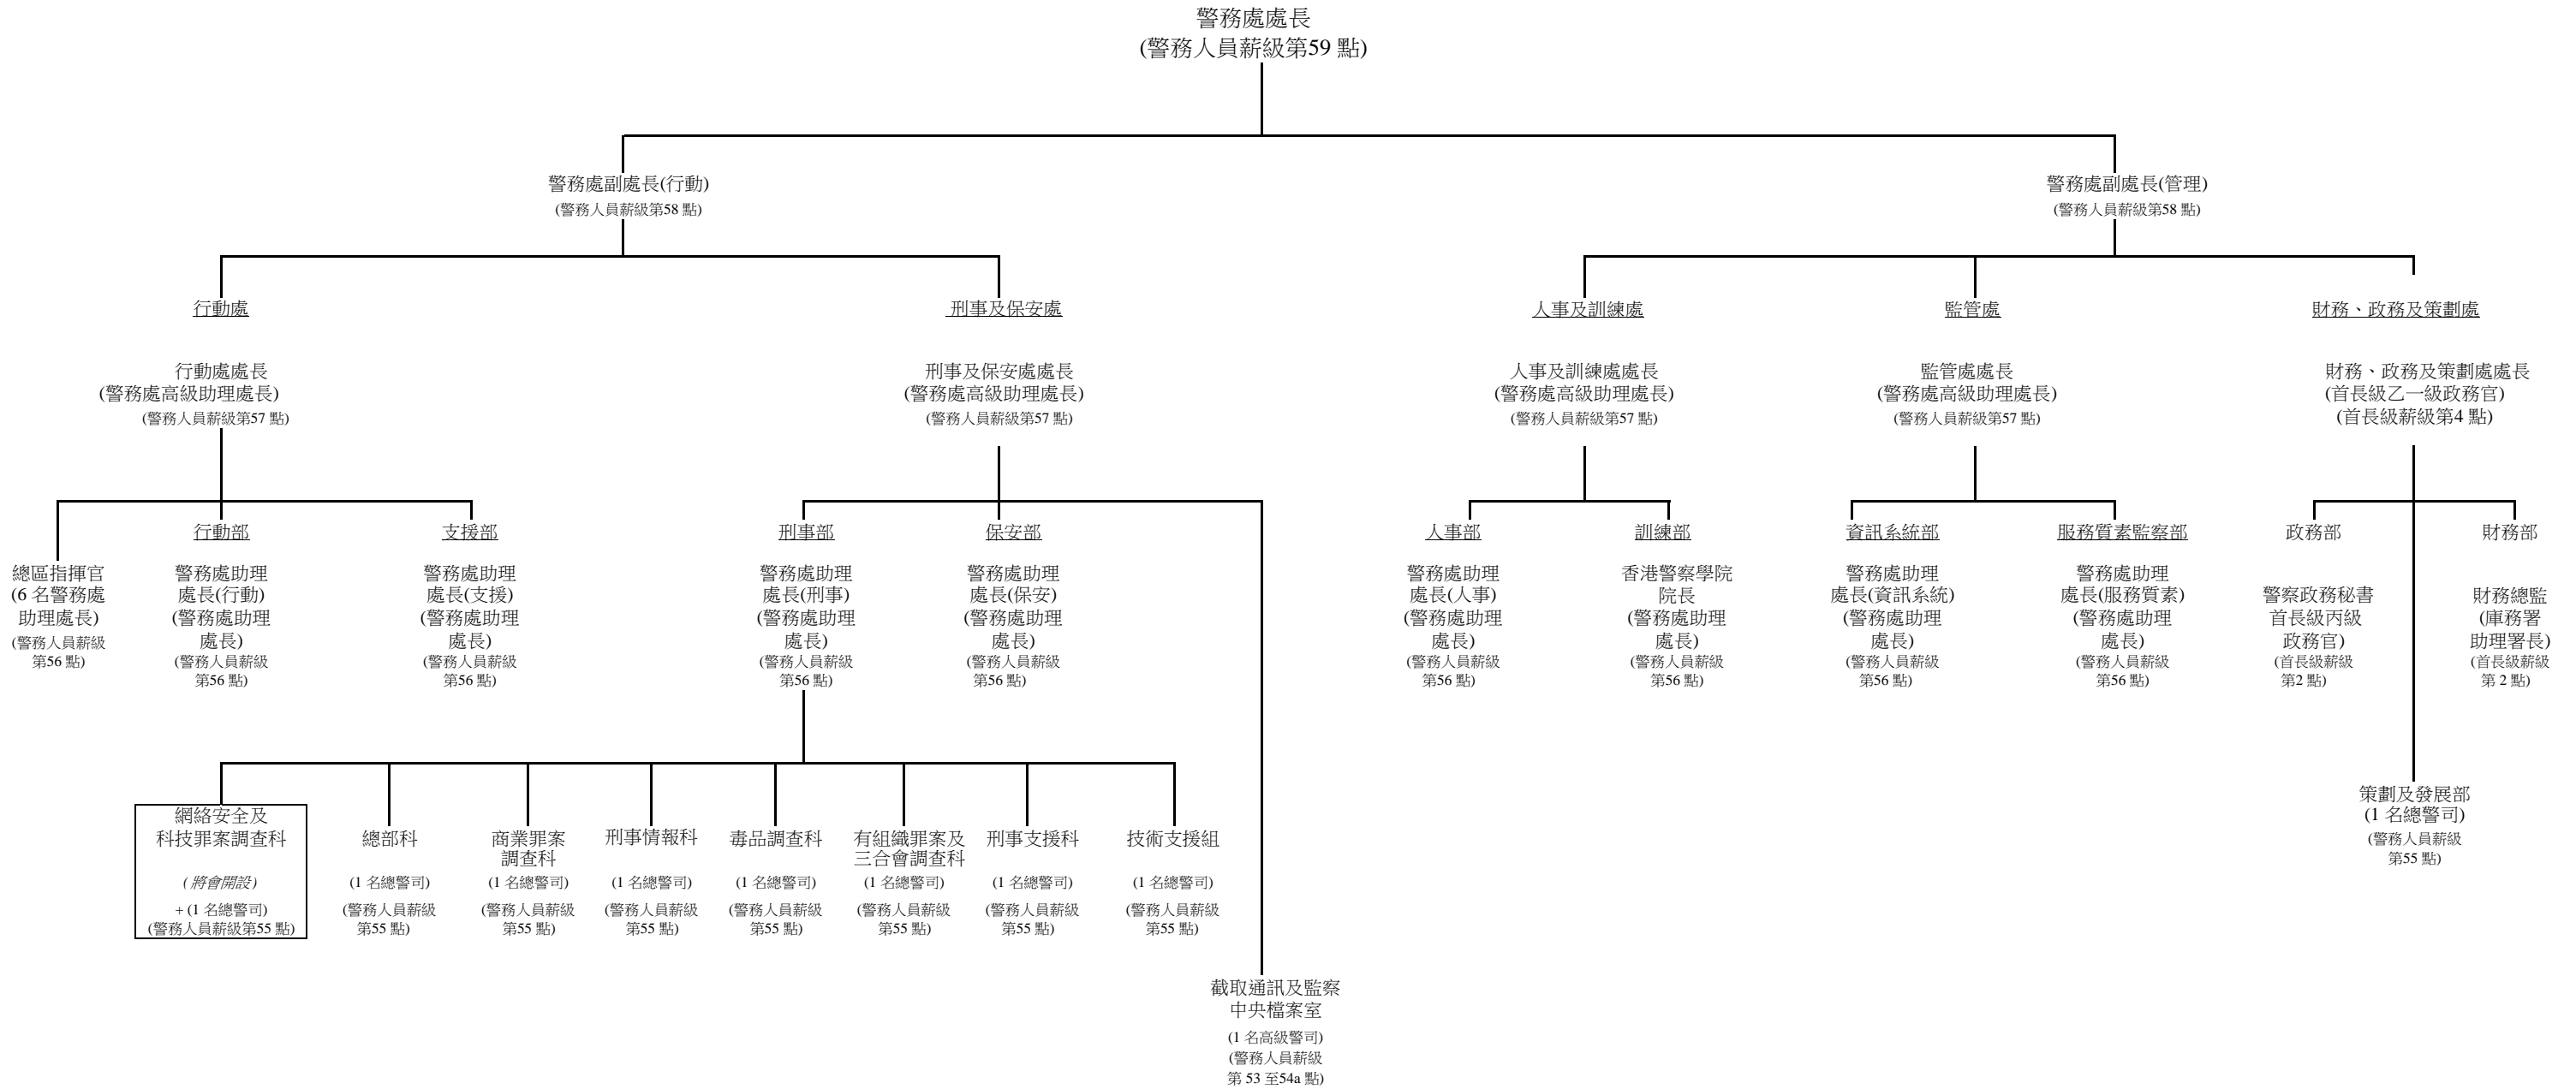 警務處處長
(警務人員薪級第59 點)
警務處副處長(行動)
(警務人員薪級第58 點)
警務處副處長(管理)
(警務人員薪級第58 點)
行動處
刑事及保安處
人事及訓練處
監管處
財務、政務及策劃處
行動處處長
(警務處高級助理處長)
(警務人員薪級第57 點)
刑事及保安處處長
(警務處高級助理處長)
(警務人員薪級第57 點)
人事及訓練處處長
(警務處高級助理處長)
(警務人員薪級第57 點)
監管處處長
(警務處高級助理處長)
(警務人員薪級第57 點)
財務、政務及策劃處處長
(首長級乙一級政務官)
(首長級薪級第4 點)
總區指揮官
(6 名警務處
助理處長)
(警務人員薪級
第56 點)
行動部
警務處助理
處長(行動)
(警務處助理
處長)
(警務人員薪級
第56 點)
支援部
警務處助理
處長(支援)
(警務處助理
處長)
(警務人員薪級
第56 點)
刑事部
警務處助理
處長(刑事)
(警務處助理
處長)
(警務人員薪級
第56 點)
保安部
警務處助理
處長(保安)
(警務處助理
處長)
(警務人員薪級
第56 點)
人事部
警務處助理
處長(人事)
(警務處助理
處長)
(警務人員薪級
第56 點)
訓練部
香港警察學院
院長
(警務處助理
處長)
(警務人員薪級
第56 點)
資訊系統部
警務處助理
處長(資訊系統)
(警務處助理
處長)
(警務人員薪級
第56 點)
服務質素監察部
警務處助理
處長(服務質素)
(警務處助理
處長)
(警務人員薪級
第56 點)
政務部
警察政務秘書
首長級丙級
政務官)
(首長級薪級
第2 點)
財務部
財務總監
(庫務署
助理署長)
(首長級薪級
第 2 點)
網絡安全及
科技罪案調查科
( 將會開設)
+ (1 名總警司)
(警務人員薪級第55 點)
總部科
(1 名總警司)
(警務人員薪級
第55 點)
商業罪案
調查科
(1 名總警司)
(警務人員薪級
第55 點)
刑事情報科
(1 名總警司)
(警務人員薪級
第55 點)
毒品調查科
(1 名總警司)
(警務人員薪級
第55 點)
有組織罪案及
三合會調查科
(1 名總警司)
(警務人員薪級
第55 點)
刑事支援科
(1 名總警司)
(警務人員薪級
第55 點)
技術支援組
(1 名總警司)
(警務人員薪級
第55 點)
策劃及發展部
(1 名總警司)
(警務人員薪級
第55 點)
截取通訊及監察
中央檔案室
(1 名高級警司)
(警務人員薪級
第 53 至54a 點)